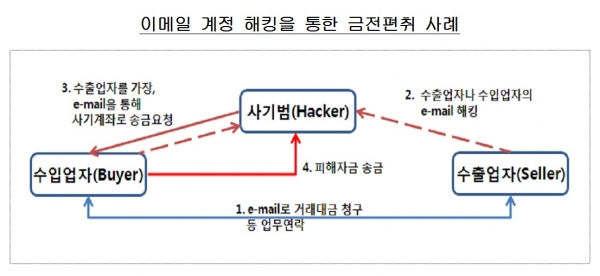 이메일 계정 해킹을 통한 금전편취 사례
3. 수출업자를 가장,
e-mail을 통해
사기계좌로 송금요청
사기범(Hacker)
2. 수출업자나 수입업자의
e-mail 해킹
수입업자(Buyer)
4. 피해자금 송금
수출업자(Seller)
1. e-mail로 거래대금 청구
등 업무연락